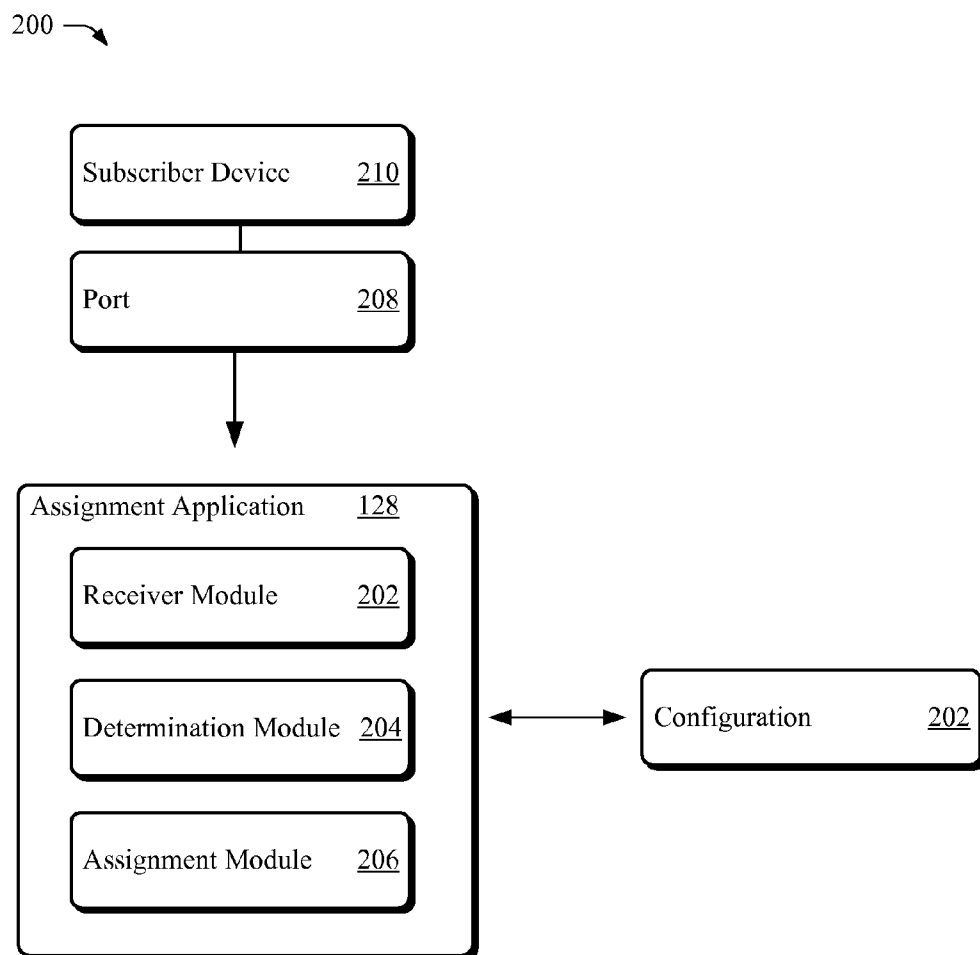 200
Subscriber Device 210
Port 208
Assignment Application 128
Receiver Module 202
Determination Module 204
Configuration 202
Assignment Module 206